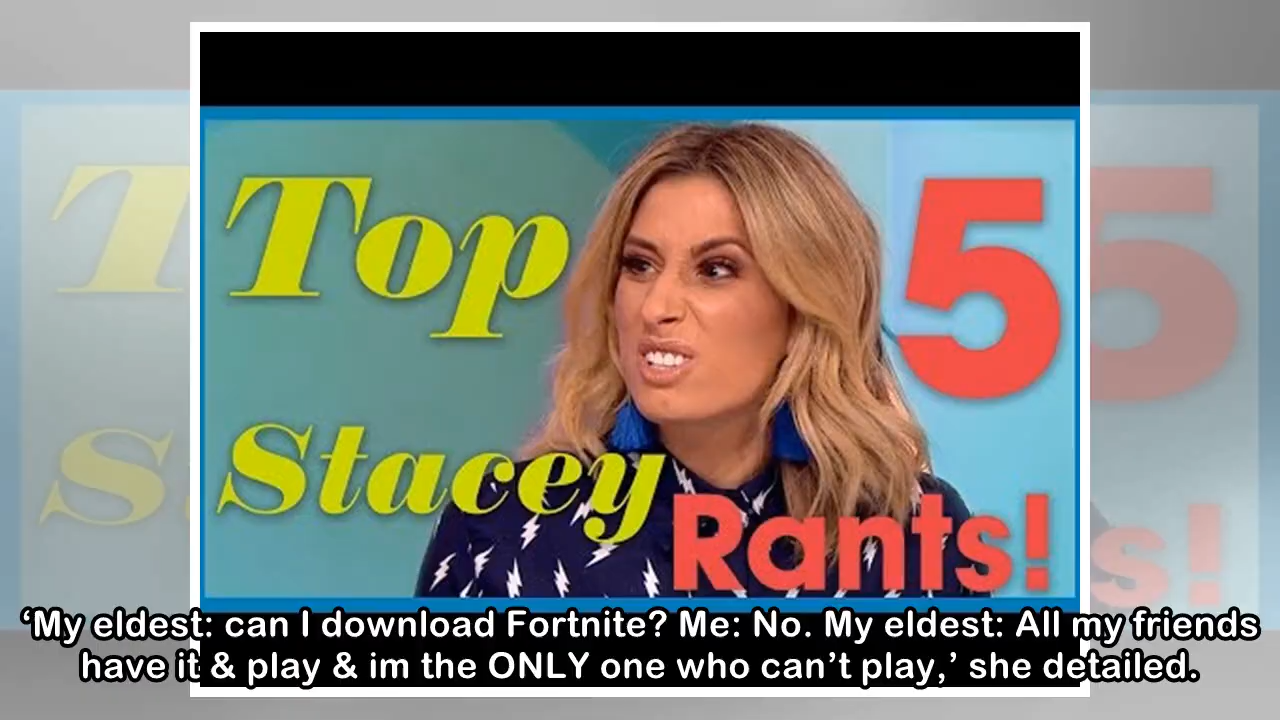 Top 5
Stacey
Rants!
‘My eldest: can I download Fortnite? Me: No. My eldest: All my friends
have it & play & im the ONLY one who can’t play,’ she detailed.